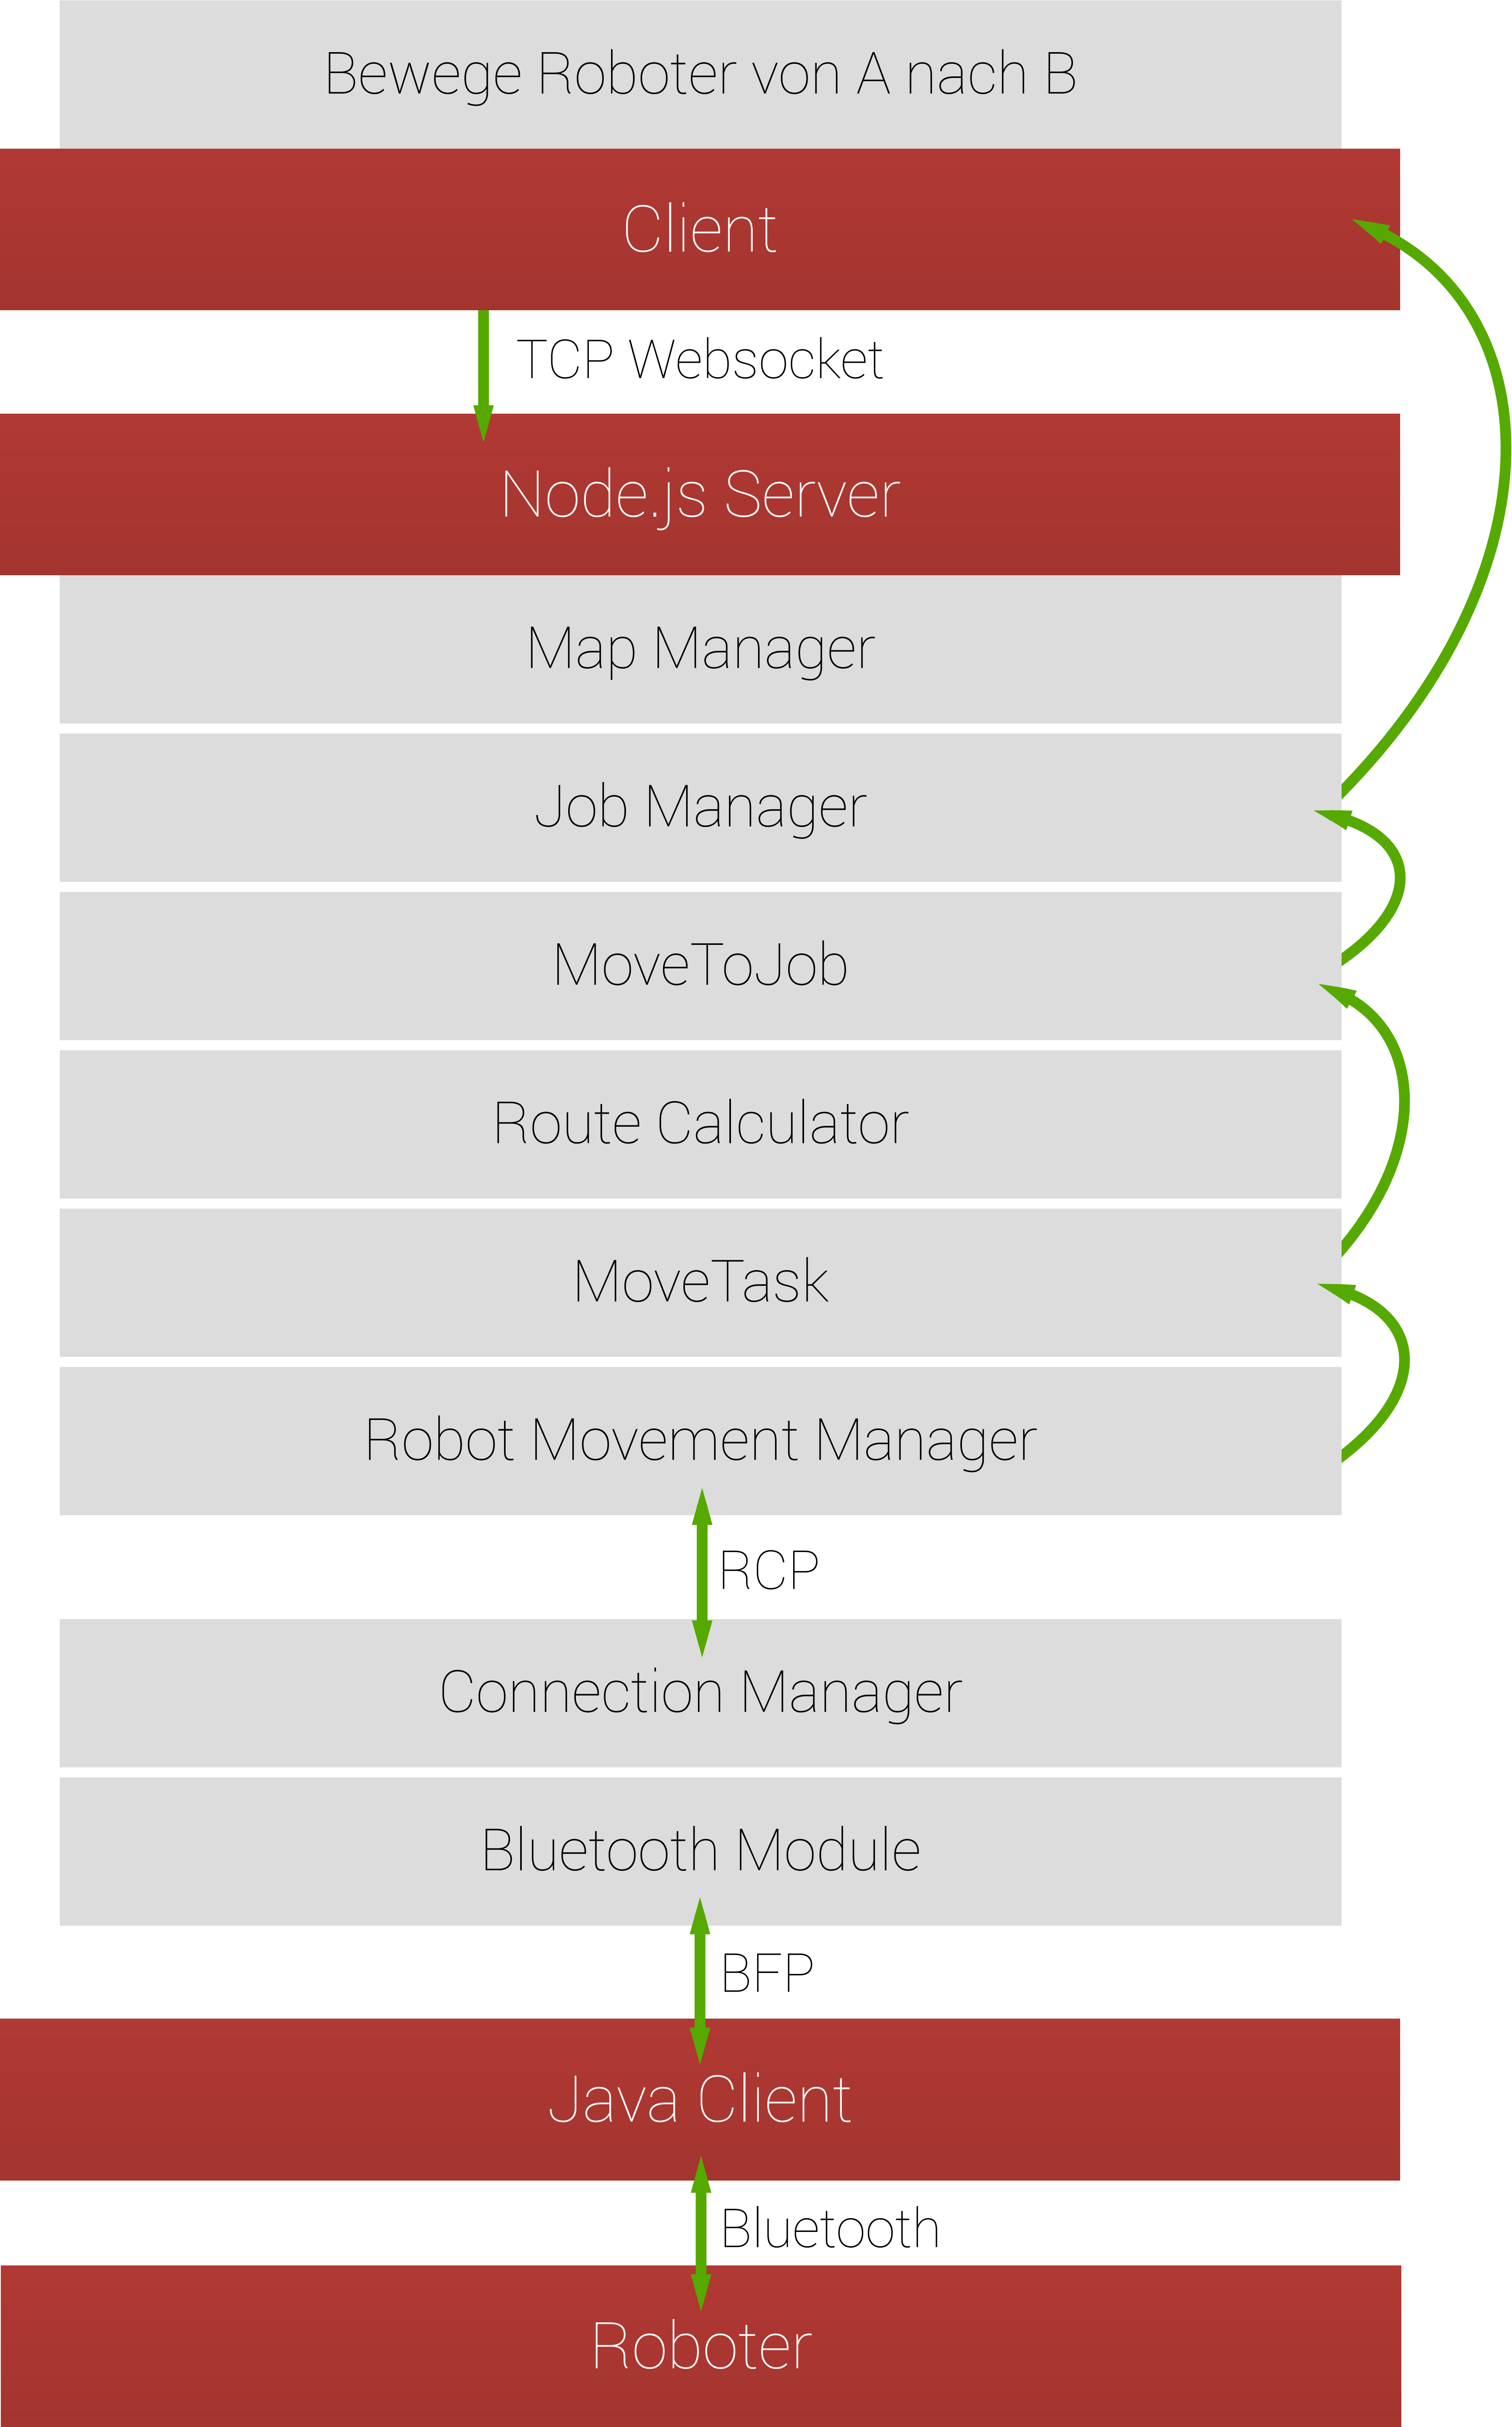 Bewege Roboter von A nach B
Client
TCP Websocket
Node.js Server
Map Manager
Job Manager
MoveToJob
Route Calculator
MoveTask
Robot Movement Manager
RCP
Connection Manager
Bluetooth Module
BFP
Java Client
Bluetooth
Roboter